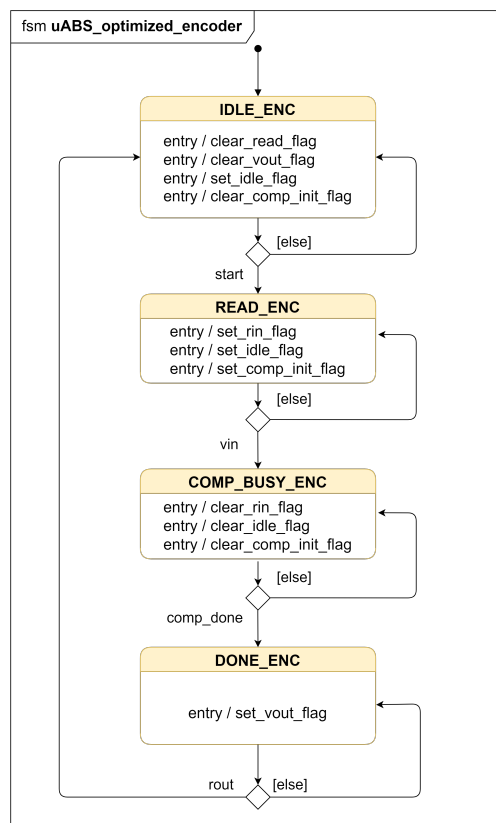 fsm uABS_optimized_encoder
IDLE_ENC
entry / clear_read_flag
entry / clear_vout_flag
entry / set_idle_flag
entry / clear_comp_init_flag
[else]
start
READ_ENC
entry / set_rin_flag
entry / set_idle_flag
entry / set_comp_init_flag
[else]
vin
COMP_BUSY_ENC
entry / clear_rin_flag
entry / clear_idle_flag
entry / clear_comp_init_flag
[else]
comp_done
DONE_ENC
entry / set_vout_flag
rout
[else]